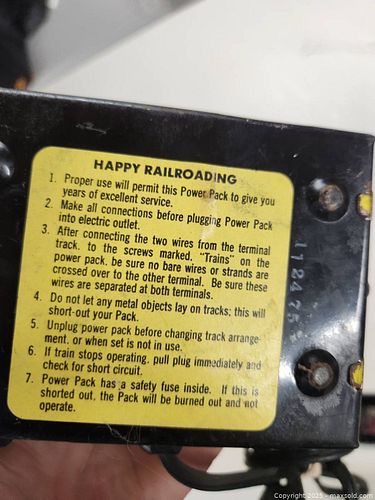 HAPPY RAILROADING
1. Proper use will permit this Power Pack to give you
years of excellent service.
2. Make all connections before plugging Power Pack
into electric outlet.
3. After connecting the two wires from the terminal
track, to the screws marked, "Trains" on the
power pack, be sure no bare wires or strands are
crossed over to the other terminal. Be sure these
wires are separated at both terminals.
4. Do not let any metal objects lay on tracks; this will
short-out your Pack.
5. Unplug power pack before changing track arrange-
ment, or when set is not in use.
6. If train stops operating, pull plug immediately and
check for short circuit.
7. Power Pack has a safety fuse inside. If this is
shorted out, the Pack will be burned out and not
operate.
112475
Copyright 2025 - maxsold.com